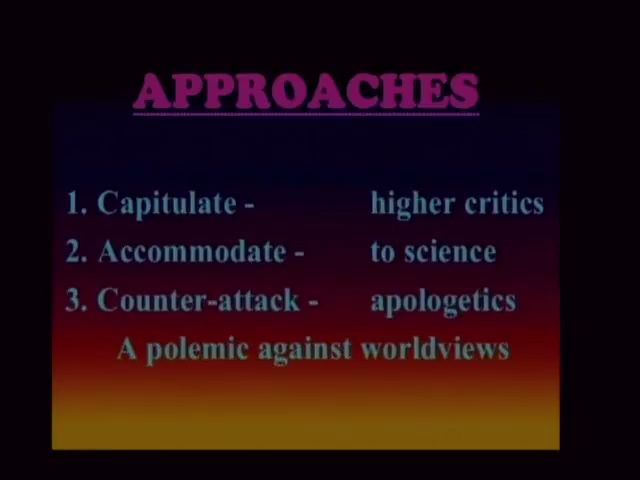 APPROACHES
1. Capitulate - higher critics
2. Accommodate - to science
3. Counter-attack - apologetics
A polemic against worldviews